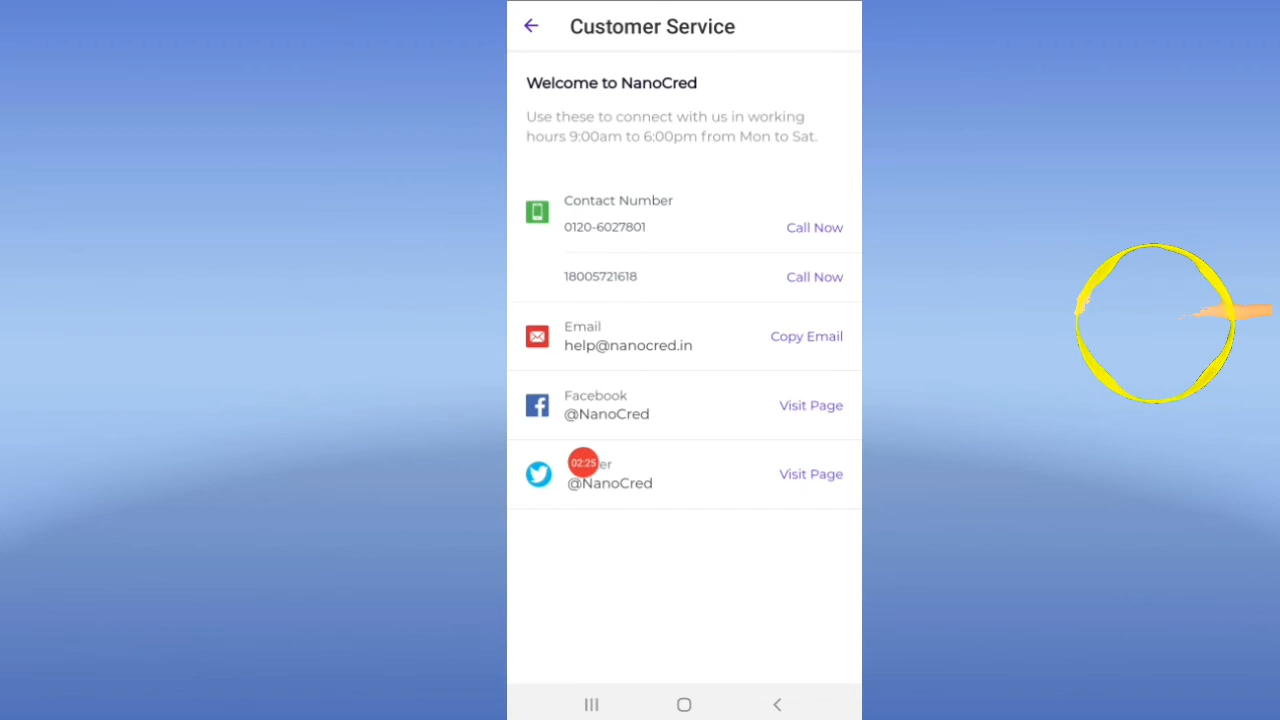 Customer Service
Welcome to NanoCred
Use these to connect with us in working
hours 9:00am to 6:00pm from Mon to Sat.
Contact Number
0120-6027801 Call Now
18005721618 Call Now
Email
help@nanocred.in Copy Email
Facebook
@NanoCred Visit Page
02:25 er
@NanoCred Visit Page